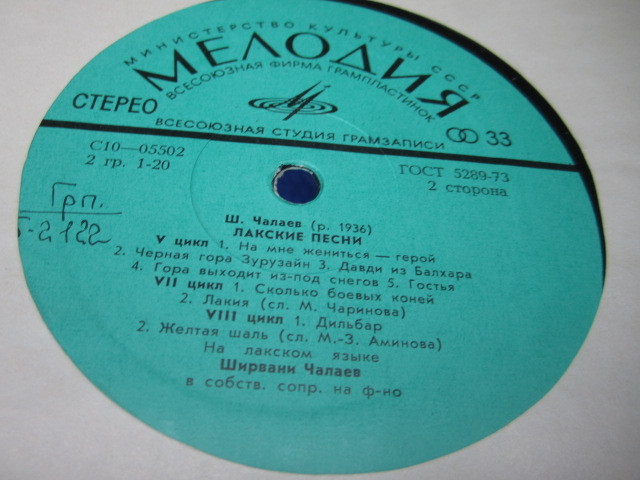 МИНИСТЕРСТВО КУЛЬТУРЫ СССР
МЕЛОДИЯ
ВСЕСОЮЗНАЯ ФИРМА ГРАМПЛАСТИНОК
СТЕРЕО
33
ВСЕСОЮЗНАЯ СТУДИЯ ГРАМЗАПИСИ
С10—05502
2 гр. 1-20
ГОСТ 5289-73
2 сторона
Грп.
-2122
Ш. Чалаев (р. 1936)
ЛАКСКИЕ ПЕСНИ
V цикл 1. На мне жениться — герой
2. Черная гора Зурузайн 3. Давди из Балхара
4. Гора выходит из-под снегов 5. Гостья
VII цикл 1. Сколько боевых коней
2. Лакия (сл. М. Чаринова)
VIII цикл 1. Дильбар
2. Желтая шаль (сл. М.-З. Аминова)
На лакском языке
Ширвани Чалаев
в собств. сопр. на ф-но